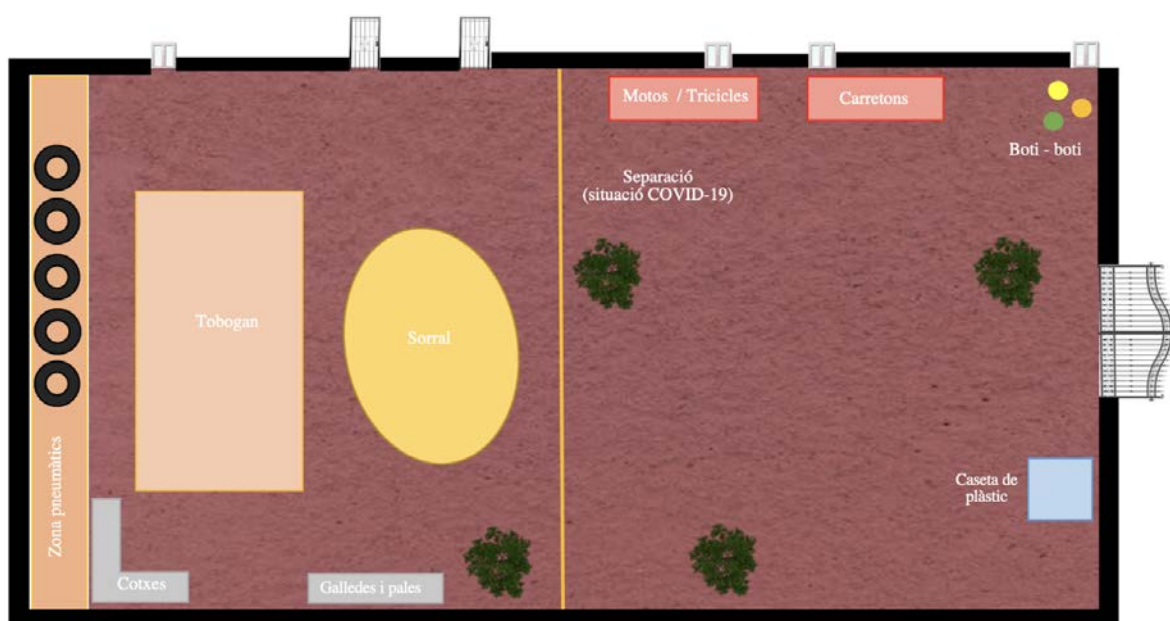 Motos / Tricicles
Carretons
Boti - boti
Separació
(situació COVID-19)
Tobogan
Sorral
Zona pneumàtics
Caseta de
plàstic
Cotxes
Galledes i pales